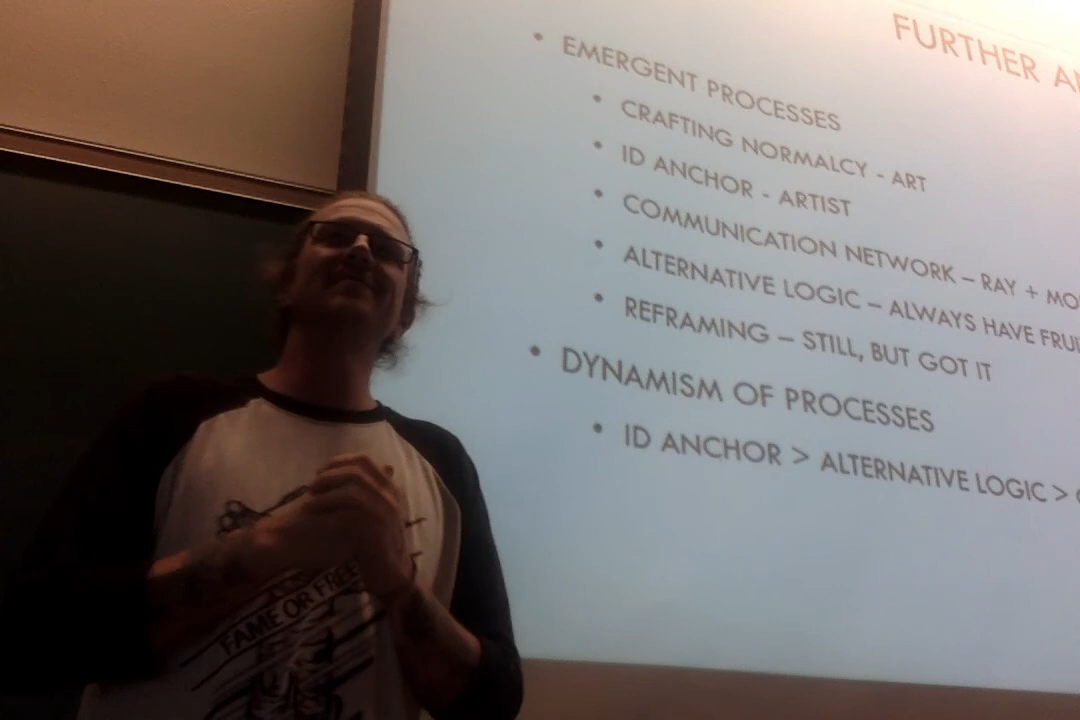 FURTHER
• EMERGENT PROCESSES
• CRAFTING NORMALCY - ART
• ID ANCHOR - ARTIST
• COMMUNICATION NETWORK – RAY + MO
• ALTERNATIVE LOGIC – ALWAYS HAVE
• REFRAMING – STILL, BUT GOT IT
• DYNAMISM OF PROCESSES
• ID ANCHOR > ALTERNATIVE LOGIC >
FAME OR FREE